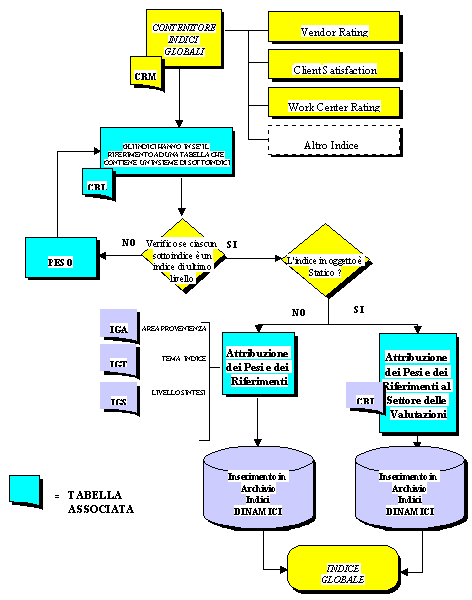 CONTENITORE
INDICI
GLOBALI
CRM
Vendor Rating
Client Satisfaction
Work Center Rating
Altro Indice
GLI INDICI HANNO IN SE' IL
RIFERIMENTO AD UNA TABELLA CHE
CONTIENE UN INSIEME DI SOTTOINDICI
CRL
NO
Verifico se ciascun
sottoindice è un
indice di ultimo
livello
SI
PESO
L'indice in oggetto è
Statico ?
NO
SI
IGA
AREA PROVENIENZA
IGT
TEMA INDICE
IGS
LIVELLO SINTESI
Attribuzione
dei Pesi e dei
Riferimenti
Attribuzione
dei Pesi e dei
Riferimenti al
Settore delle
Valutazioni
Inserimento in
Archivio
Indici
DINAMICI
Inserimento in
Archivio
Indici
DINAMICI
= TABELLA
ASSOCIATA
INDICE
GLOBALE